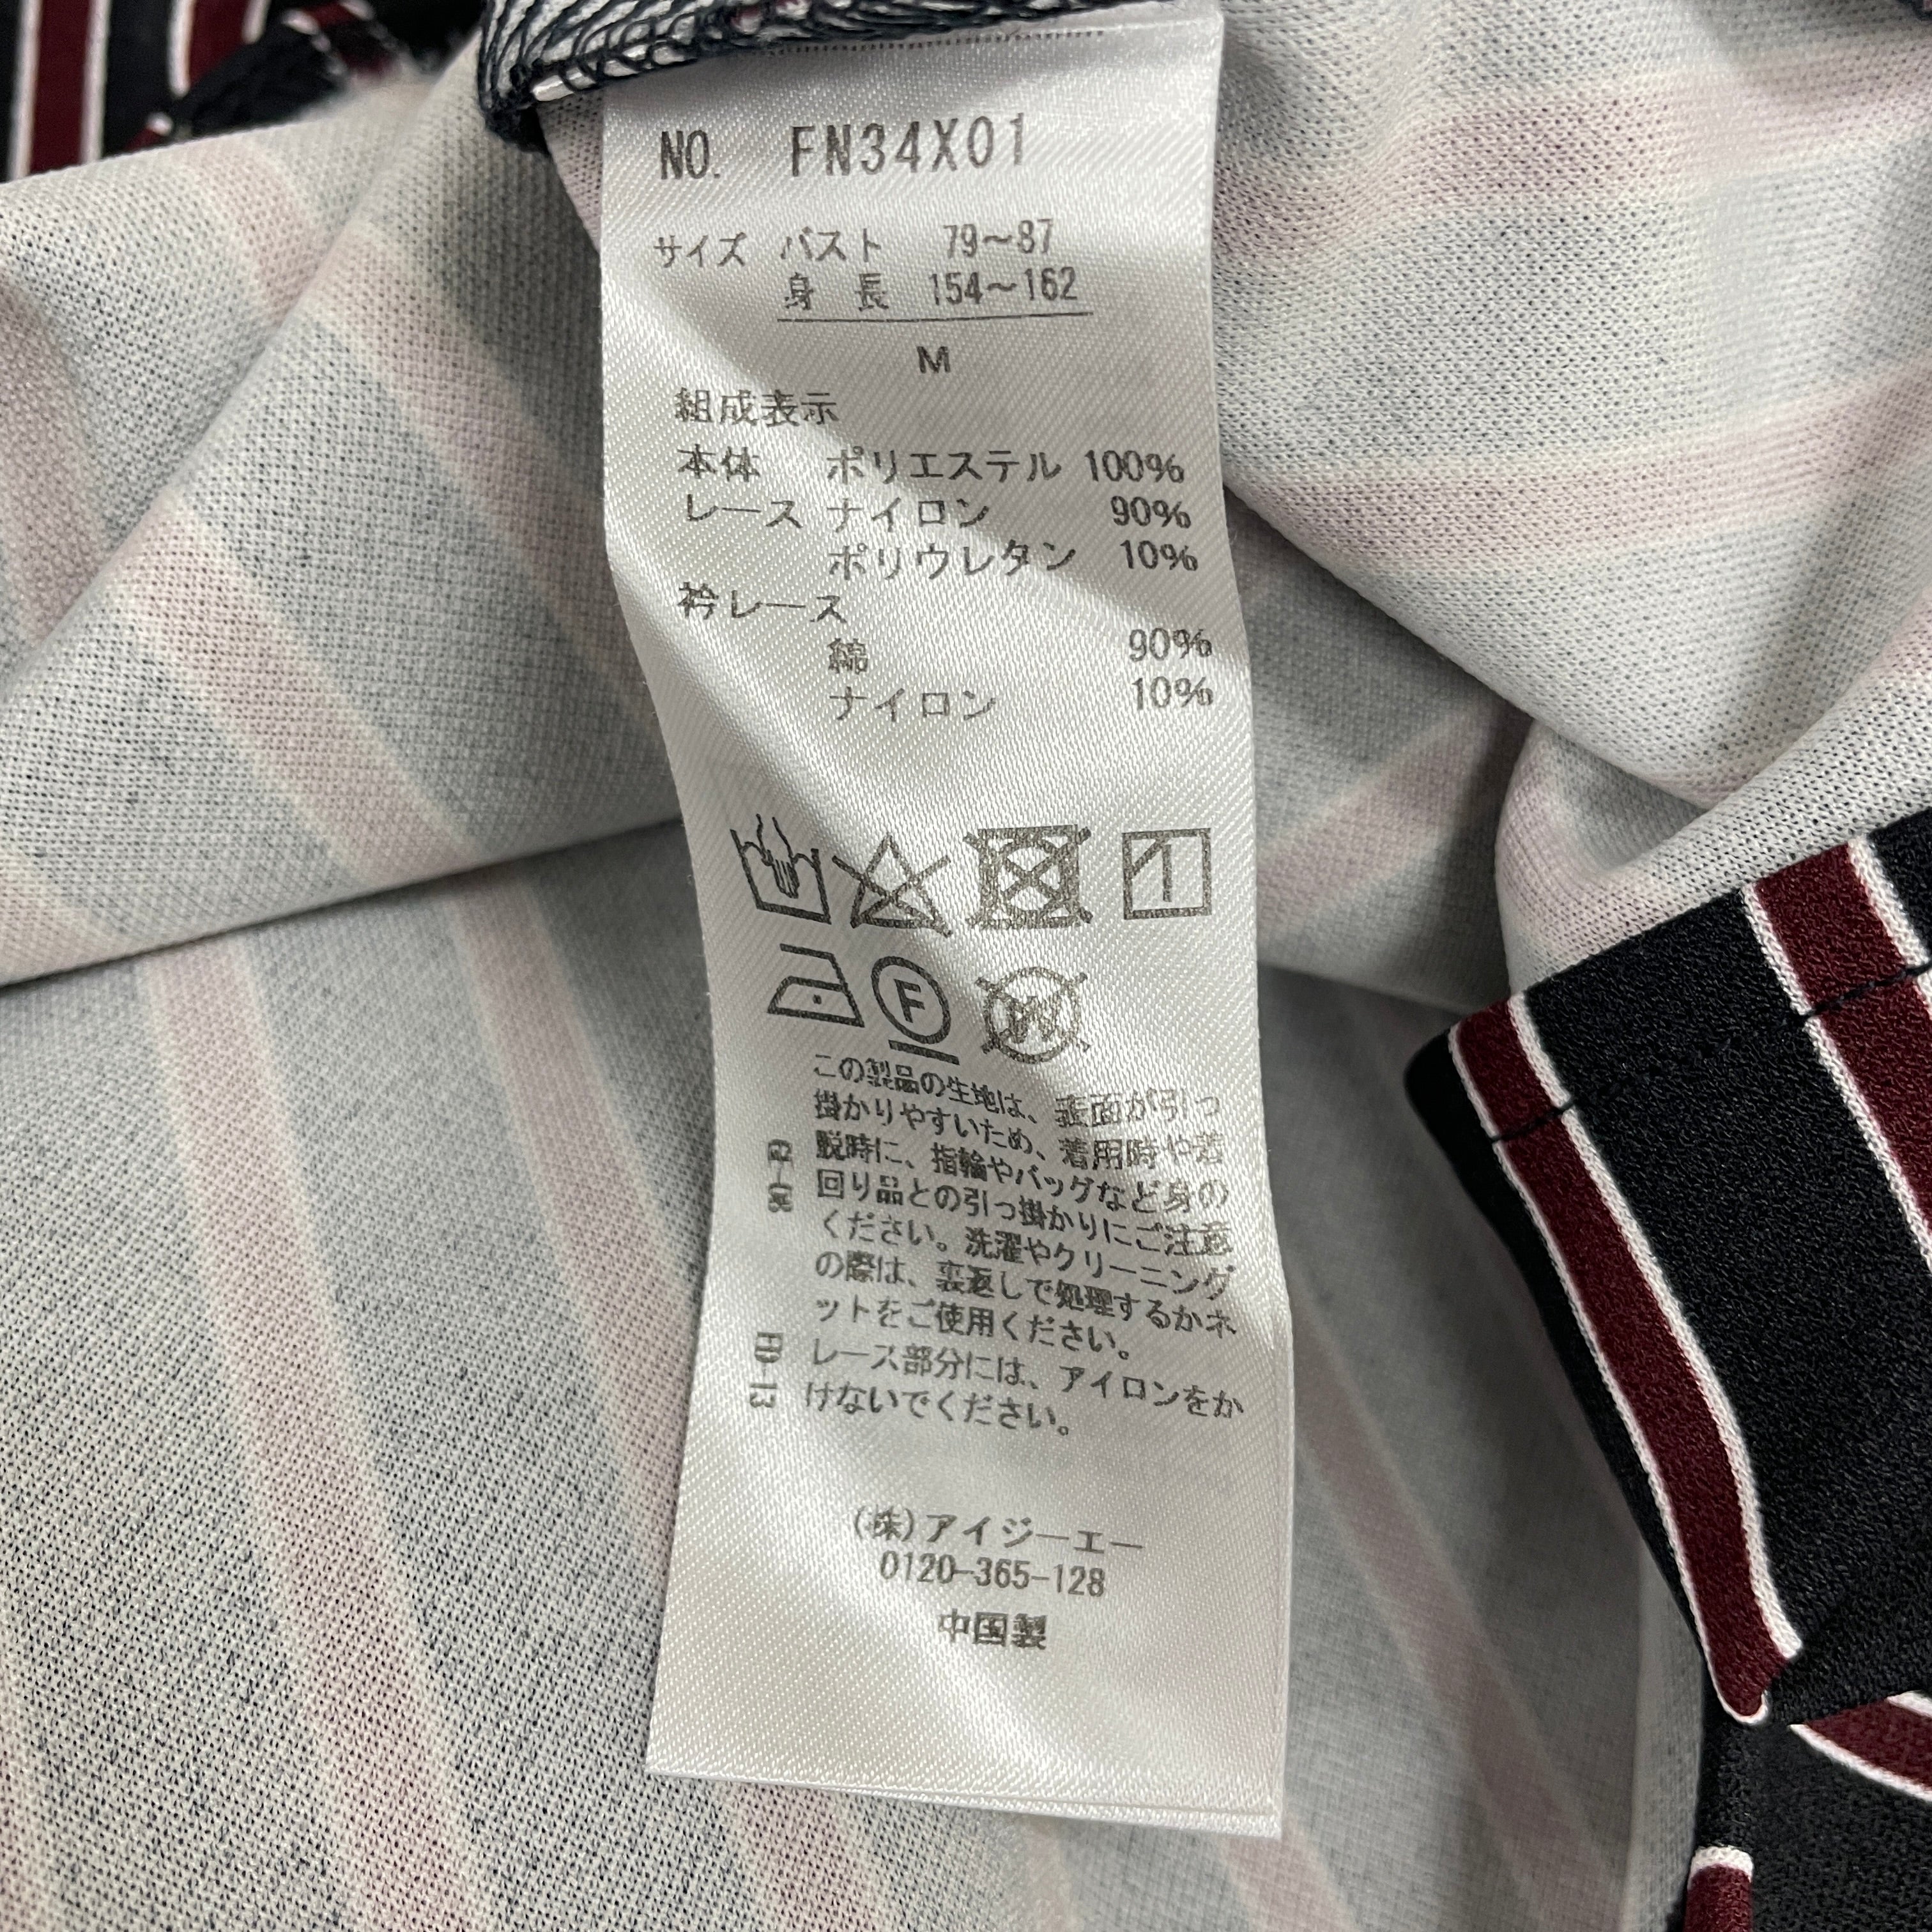 NO. FN34X01
サイズ バスト 79〜87
身長 154〜162
M
組成表示
本体 ポリエステル 100%
レース ナイロン 90%
ポリウレタン 10%
衿レース
綿 90%
ナイロン 10%
F
W
この製品の生地は、表面が引っ
掛かりやすいため、着用時や着
脱時に、指輪やバッグなど身の
回り品との引っ掛かりにご注意
ください。洗濯やクリーニング
の際は、裏返しで処理するかネ
ットをご使用ください。
レース部分には、アイロンをか
けないでください。
FD-13
(株)アイジーエー
0120-365-128
中国製